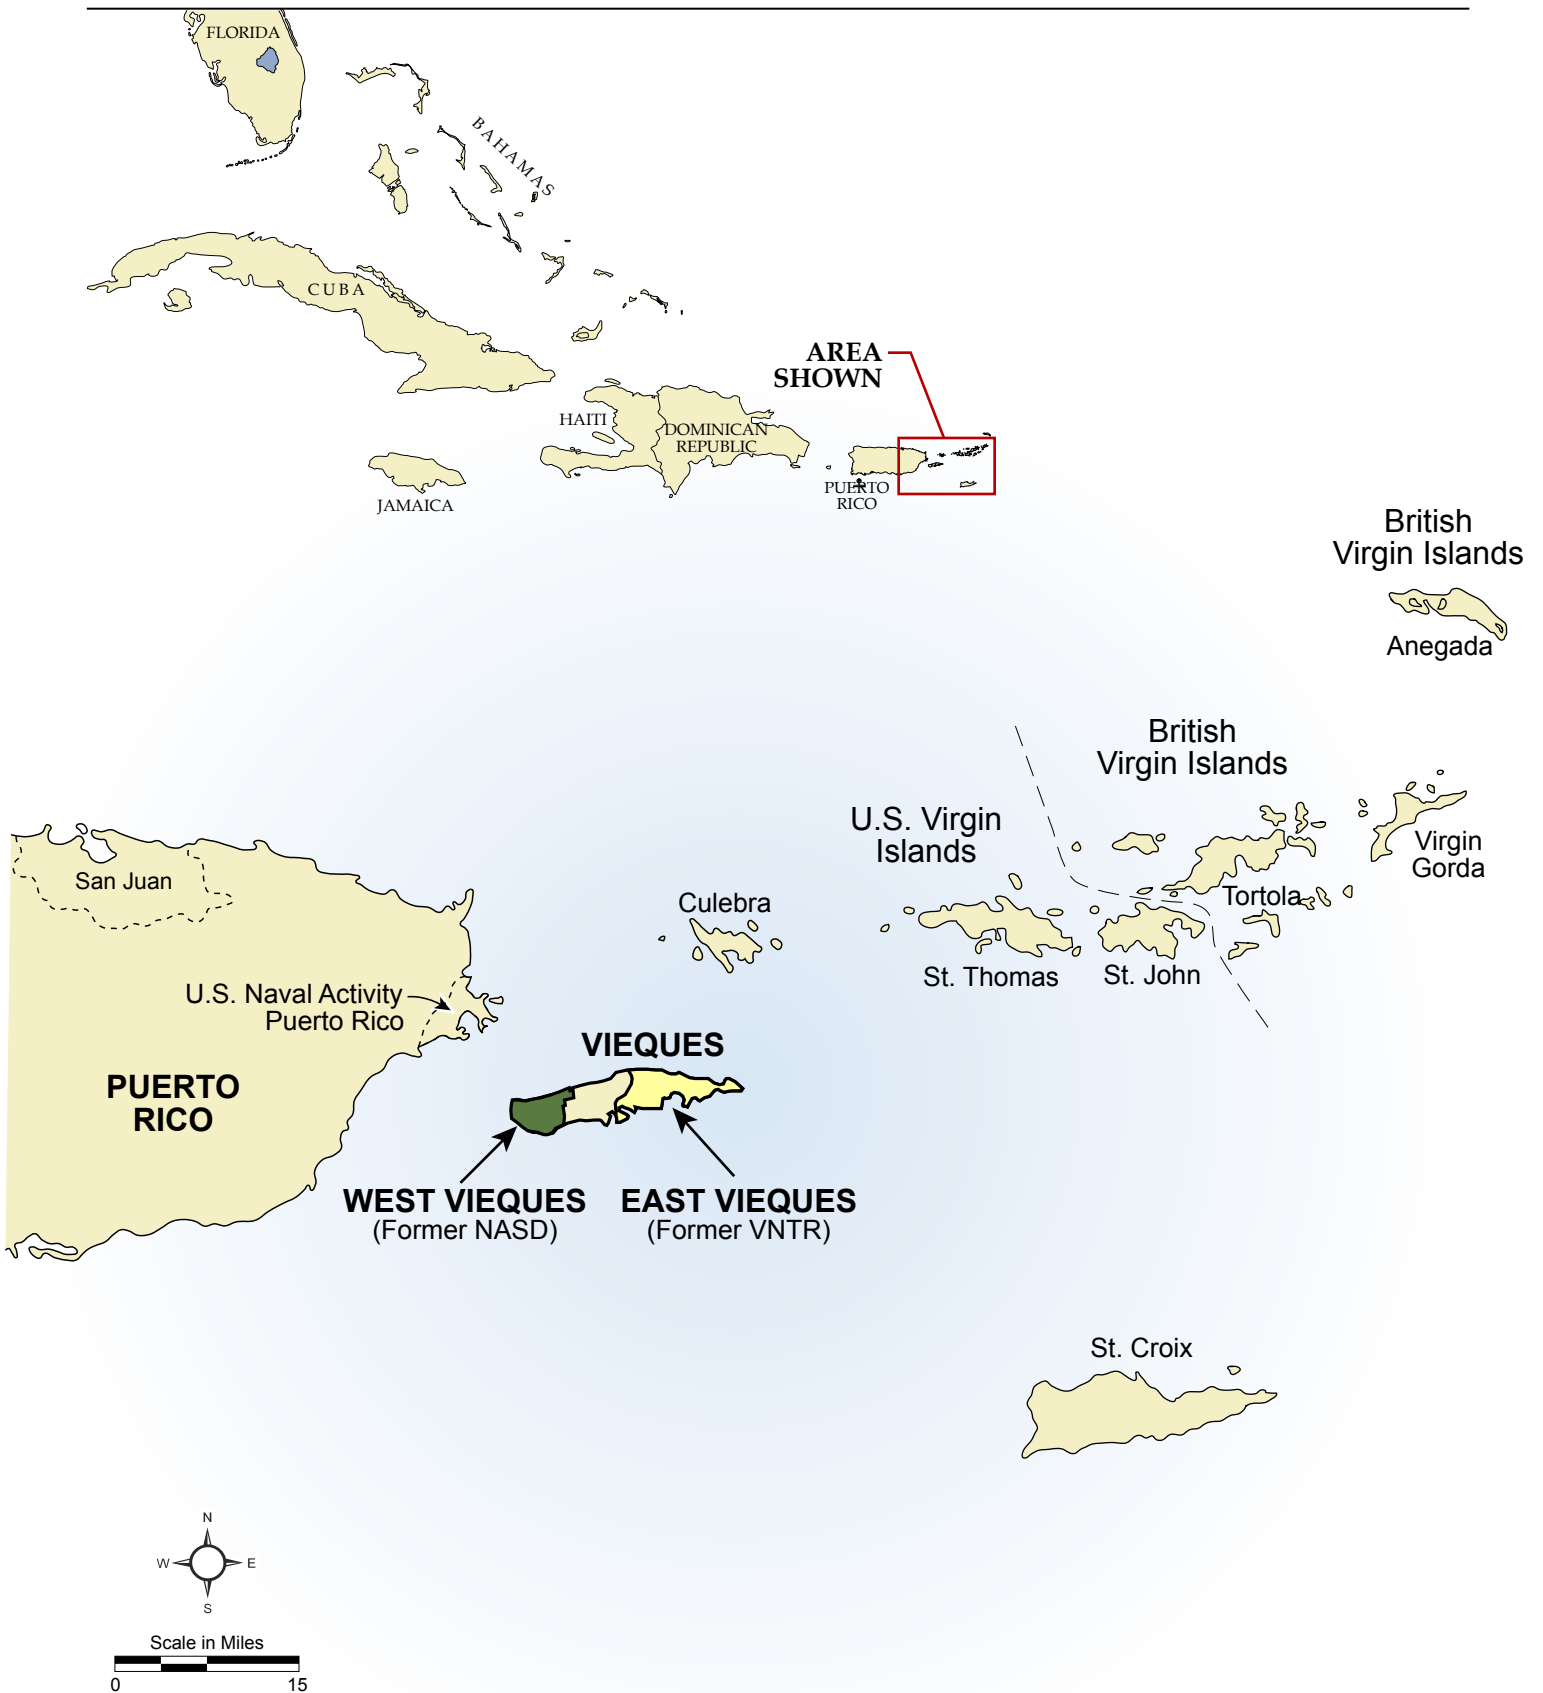 FLORIDA
BAHAMAS
CUBA
AREA
SHOWN
HAITI
DOMINICAN
REPUBLIC
JAMAICA
PUERTO
RICO
British
Virgin Islands
Anegada
British
Virgin Islands
U.S. Virgin
Islands
Virgin
Gorda
San Juan
Culebra
Tortola
St. Thomas
St. John
U.S. Naval Activity
Puerto Rico
VIEQUES
PUERTO
RICO
WEST VIEQUES
(Former NASD)
EAST VIEQUES
(Former VNTR)
St. Croix
N
W
E
S
Scale in Miles
0
15